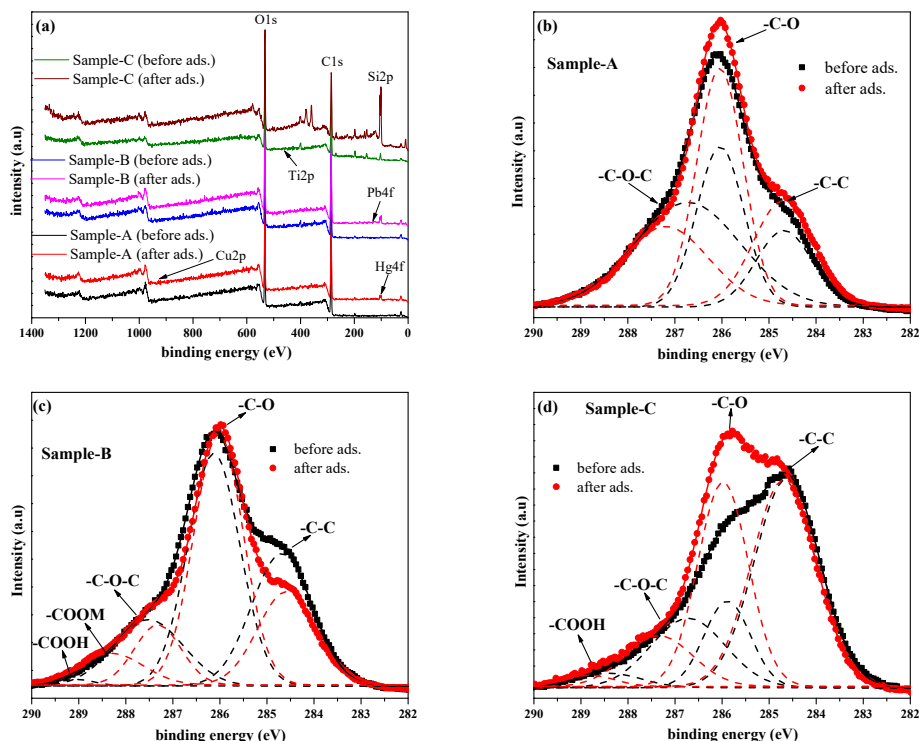 (a)
O1s
C1s
Si2p
Sample-C (before ads.)
Sample-C (after ads.)
Sample-B (before ads.)
Sample-B (after ads.)
Sample-A (before ads.)
Sample-A (after ads.)
Ti2p
Pb4f
Cu2p
Hg4f
intensity (a.u)
1400 1200 1000 800 600 400 200 0
binding energy (eV)
(b)
Sample-A
-C-O
before ads.
after ads.
-C-O-C
-C-C
intensity (a.u)
290 289 288 287 286 285 284 283 282
binding energy (eV)
(c)
Sample-B
-C-O
before ads.
after ads.
-C-C
-C-O-C
-COOM
-COOH
Intensity (a.u)
290 289 288 287 286 285 284 283 282
binding energy (eV)
(d)
Sample-C
-C-O
-C-C
before ads.
after ads.
-C-O-C
-COOH
Intensity (a.u)
290 289 288 287 286 285 284 283 282
binding energy (eV)